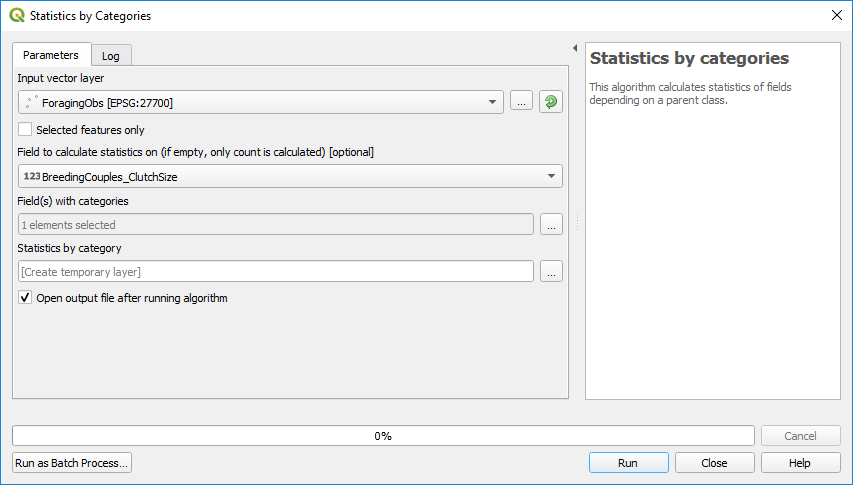 Statistics by Categories
Parameters
Log
Input vector layer
ForagingObs [EPSG:27700]
...
Selected features only
Field to calculate statistics on (if empty, only count is calculated) [optional]
123 BreedingCouples_ClutchSize
Field(s) with categories
1 elements selected
...
Statistics by category
[Create temporary layer]
...
Open output file after running algorithm
Statistics by categories
This algorithm calculates statistics of fields
depending on a parent class.
0%
Cancel
Run as Batch Process...
Run
Close
Help